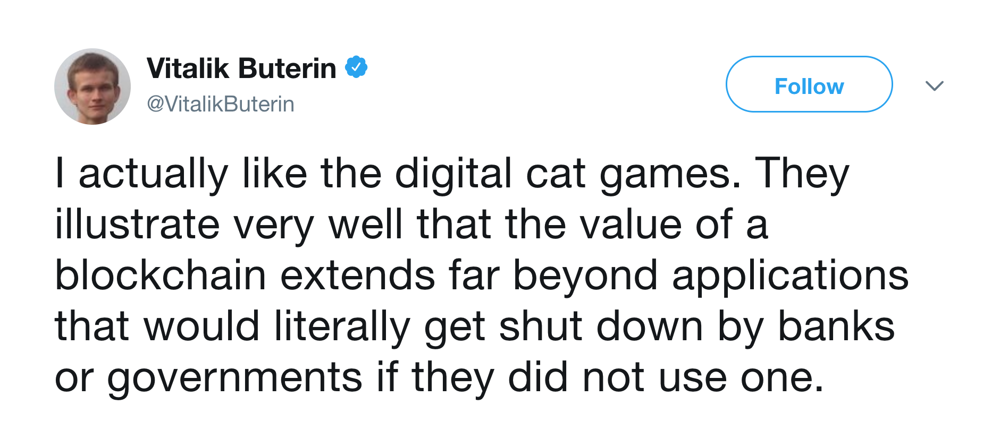 Vitalik Buterin
@VitalikButerin
Follow
I actually like the digital cat games. They
illustrate very well that the value of a
blockchain extends far beyond applications
that would literally get shut down by banks
or governments if they did not use one.